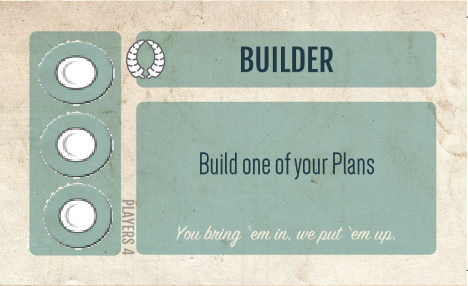 BUILDER
Build one of your Plans
You bring `em in, we put `em up.
PLAYERS 4